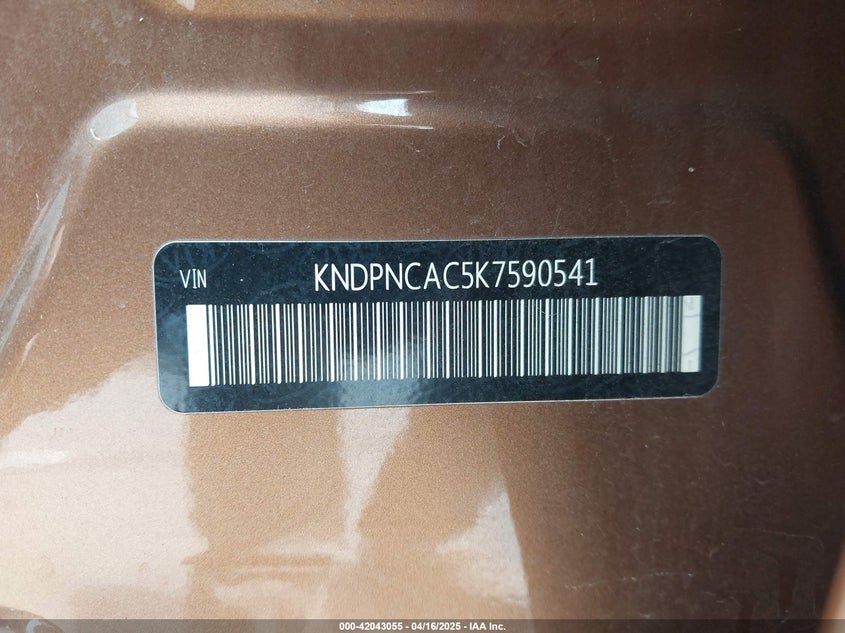 VIN KNDPNCAC5K7590541
000-42043055 - 04/16/2025 - IAA Inc.